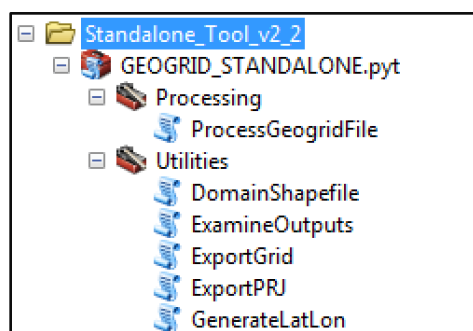 Standalone_Tool_v2_2
GEOGRID_STANDALONE.pyt
Processing
ProcessGeogridFile
Utilities
DomainShapefile
ExamineOutputs
ExportGrid
ExportPRJ
GenerateLatLon